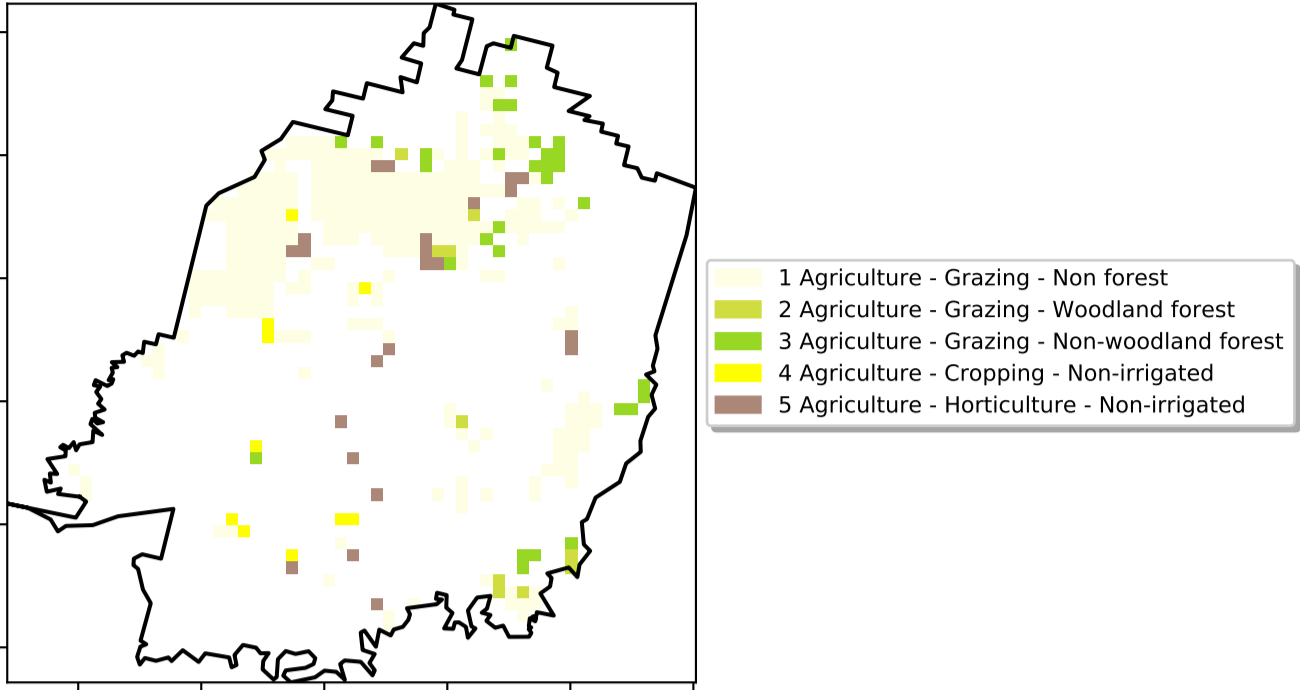 1 Agriculture - Grazing - Non forest
2 Agriculture - Grazing - Woodland forest
3 Agriculture - Grazing - Non-woodland forest
4 Agriculture - Cropping - Non-irrigated
5 Agriculture - Horticulture - Non-irrigated